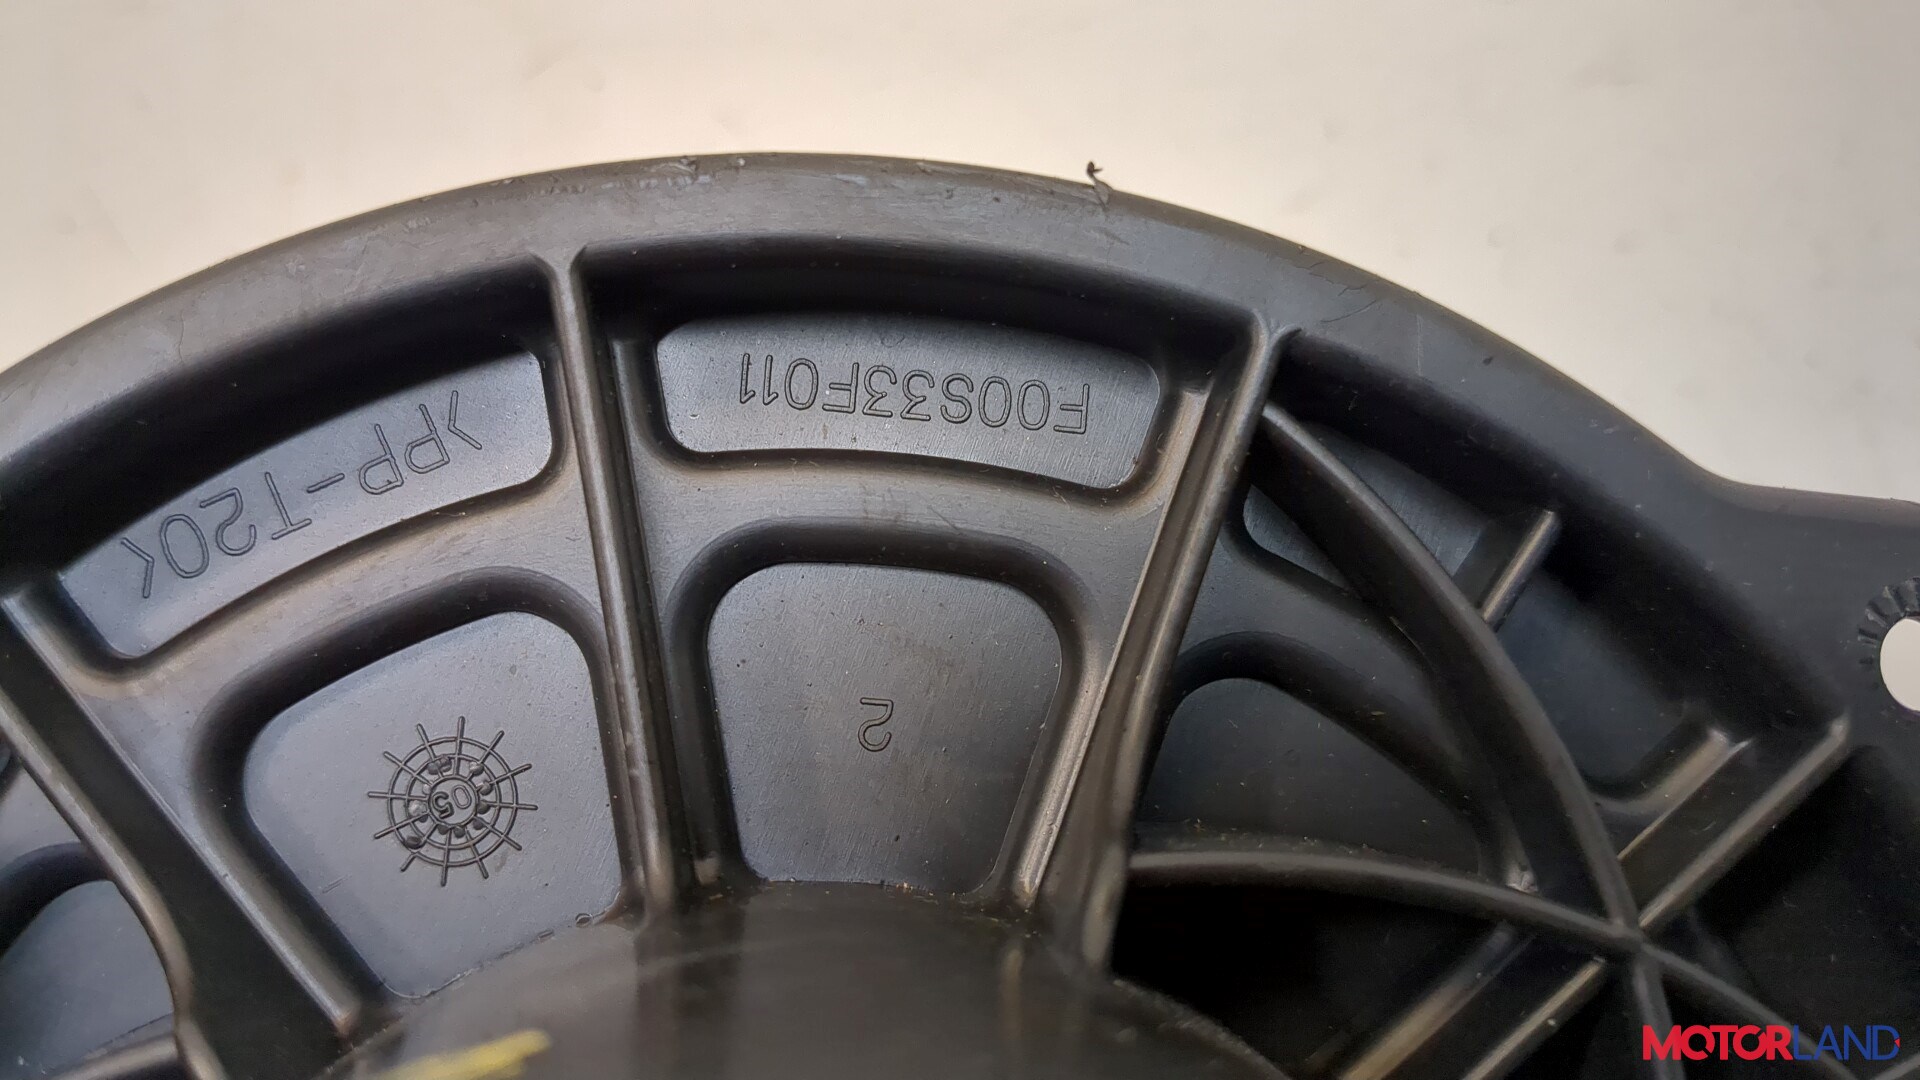 F00S33F011
>PP-T20<
2
05
MOTORLAND